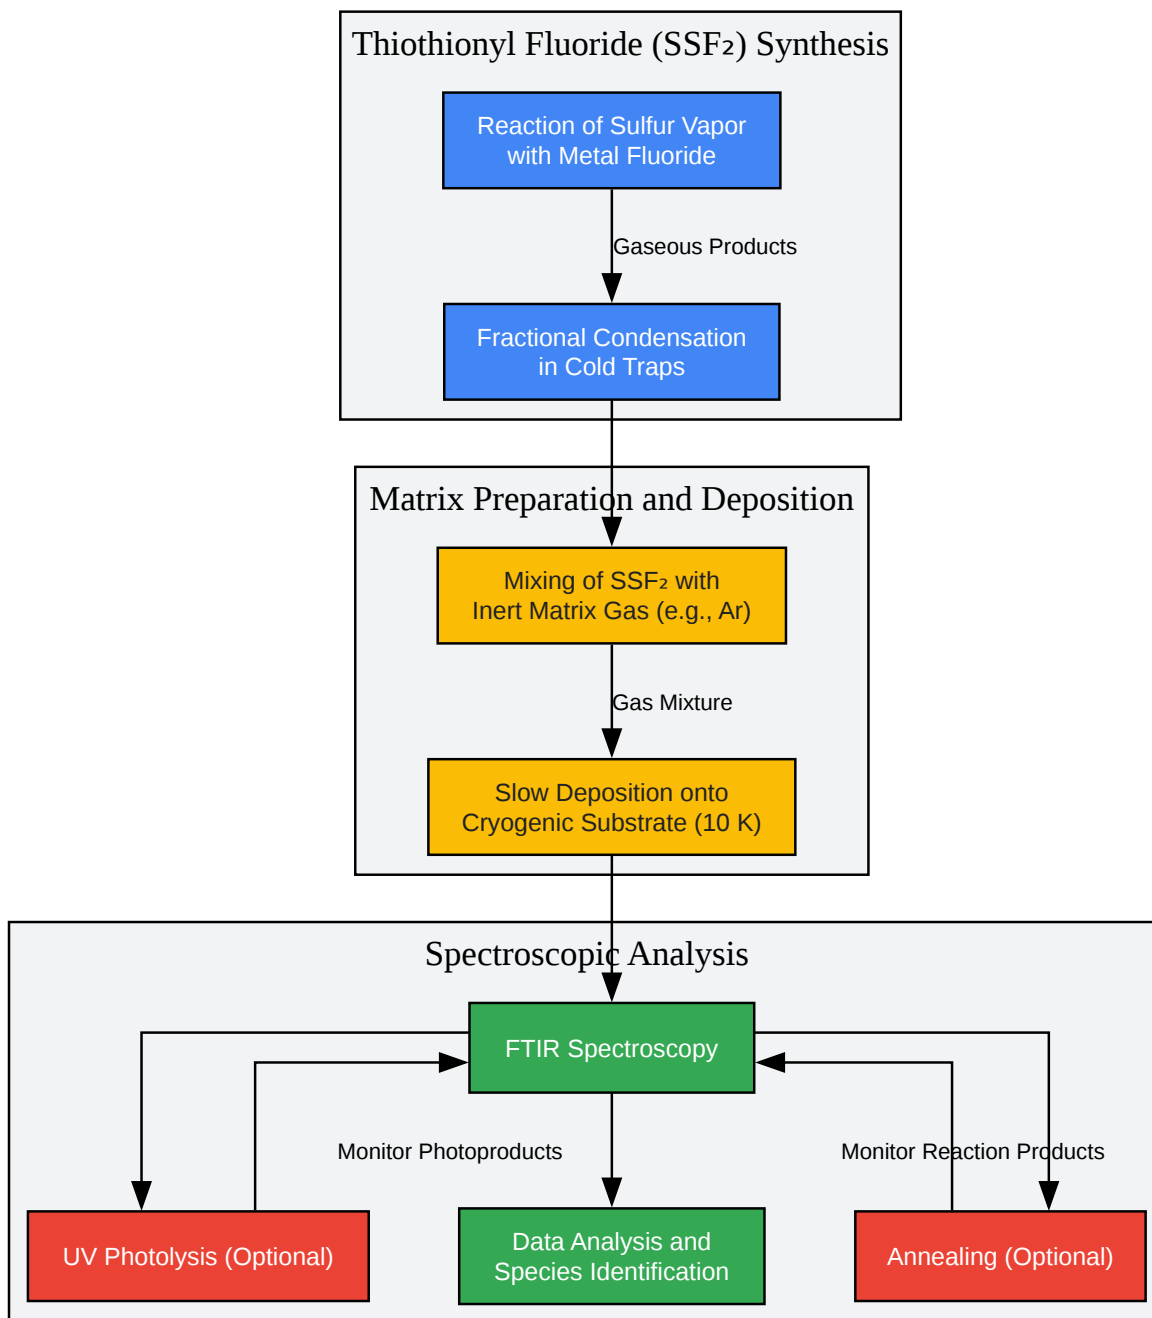 Thiothionyl Fluoride (SSF₂) Synthesis
Reaction of Sulfur Vapor
with Metal Fluoride
Gaseous Products
Fractional Condensation
in Cold Traps
Matrix Preparation and Deposition
Mixing of SSF₂ with
Inert Matrix Gas (e.g., Ar)
Gas Mixture
Slow Deposition onto
Cryogenic Substrate (10 K)
Spectroscopic Analysis
FTIR Spectroscopy
Monitor Photoproducts
Monitor Reaction Products
UV Photolysis (Optional)
Data Analysis and
Species Identification
Annealing (Optional)